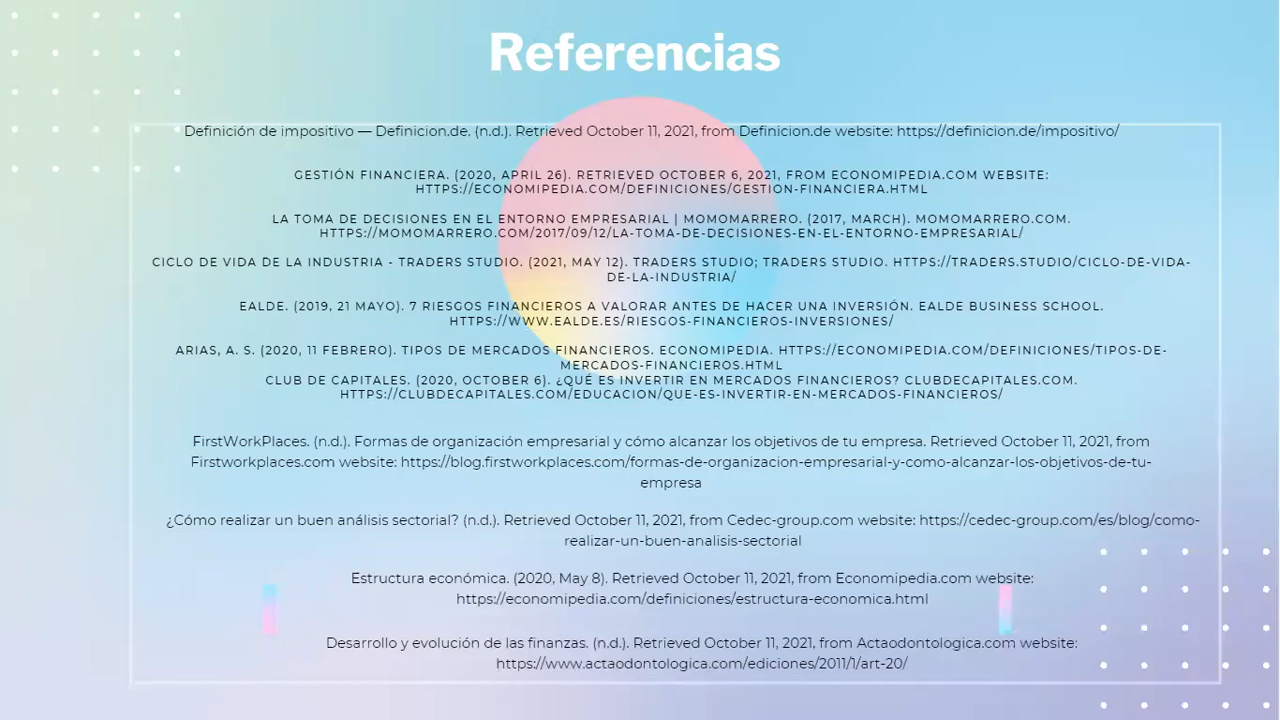 Referencias
Definición de impositivo — Definicion.de. (n.d.). Retrieved October 11, 2021, from Definicion.de website: https://definicion.de/impositivo/
GESTIÓN FINANCIERA. (2020, APRIL 26). RETRIEVED OCTOBER 6, 2021, FROM ECONOMIPEDIA.COM WEBSITE:
HTTPS://ECONOMIPEDIA.COM/DEFINICIONES/GESTION-FINANCIERA.HTML
LA TOMA DE DECISIONES EN EL ENTORNO EMPRESARIAL | MOMOMARRERO. (2017, MARCH). MOMOMARRERO.COM.
HTTPS://MOMOMARRERO.COM/2017/09/12/LA-TOMA-DE-DECISIONES-EN-EL-ENTORNO-EMPRESARIAL/
CICLO DE VIDA DE LA INDUSTRIA - TRADERS STUDIO. (2021, MAY 12). TRADERS STUDIO; TRADERS STUDIO. HTTPS://TRADERS.STUDIO/CICLO-DE-VIDA-
DE-LA-INDUSTRIA/
EALDE. (2019, 21 MAYO). 7 RIESGOS FINANCIEROS A VALORAR ANTES DE HACER UNA INVERSIÓN. EALDE BUSINESS SCHOOL.
HTTPS://WWW.EALDE.ES/RIESGOS-FINANCIEROS-INVERSIONES/
ARIAS, A. S. (2020, 11 FEBRERO). TIPOS DE MERCADOS FINANCIEROS. ECONOMIPEDIA. HTTPS://ECONOMIPEDIA.COM/DEFINICIONES/TIPOS-DE-
MERCADOS-FINANCIEROS.HTML
CLUB DE CAPITALES. (2020, OCTOBER 6). ¿QUÉ ES INVERTIR EN MERCADOS FINANCIEROS? CLUBDECAPITALES.COM.
HTTPS://CLUBDECAPITALES.COM/EDUCACION/QUE-ES-INVERTIR-EN-MERCADOS-FINANCIEROS/
FirstWorkPlaces. (n.d.). Formas de organización empresarial y cómo alcanzar los objetivos de tu empresa. Retrieved October 11, 2021, from
Firstworkplaces.com website: https://blog.firstworkplaces.com/formas-de-organizacion-empresarial-y-como-alcanzar-los-objetivos-de-tu-
empresa
¿Cómo realizar un buen análisis sectorial? (n.d.). Retrieved October 11, 2021, from Cedec-group.com website: https://cedec-group.com/es/blog/como-
realizar-un-buen-analisis-sectorial
Estructura económica. (2020, May 8). Retrieved October 11, 2021, from Economipedia.com website:
https://economipedia.com/definiciones/estructura-economica.html
Desarrollo y evolución de las finanzas. (n.d.). Retrieved October 11, 2021, from Actaodontologica.com website:
https://www.actaodontologica.com/ediciones/2011/1/art-20/